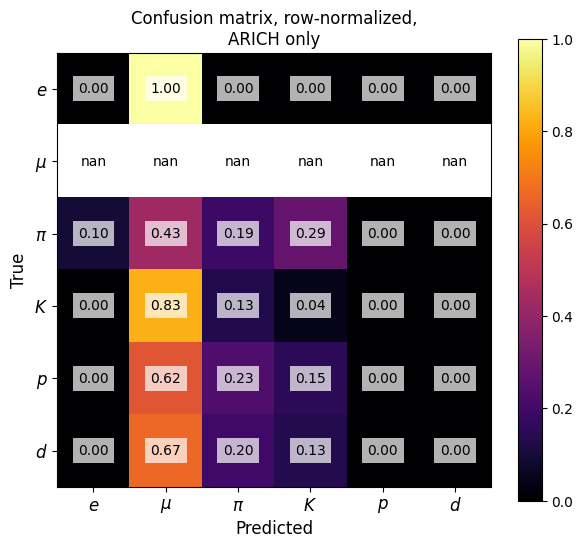 Confusion matrix, row-normalized,
ARICH only
e 0.00 1.00 0.00 0.00 0.00 0.00
μ nan nan nan nan nan nan
π 0.10 0.43 0.19 0.29 0.00 0.00
K 0.00 0.83 0.13 0.04 0.00 0.00
p 0.00 0.62 0.23 0.15 0.00 0.00
d 0.00 0.67 0.20 0.13 0.00 0.00
e μ π K p d
True
Predicted
1.0
0.8
0.6
0.4
0.2
0.0